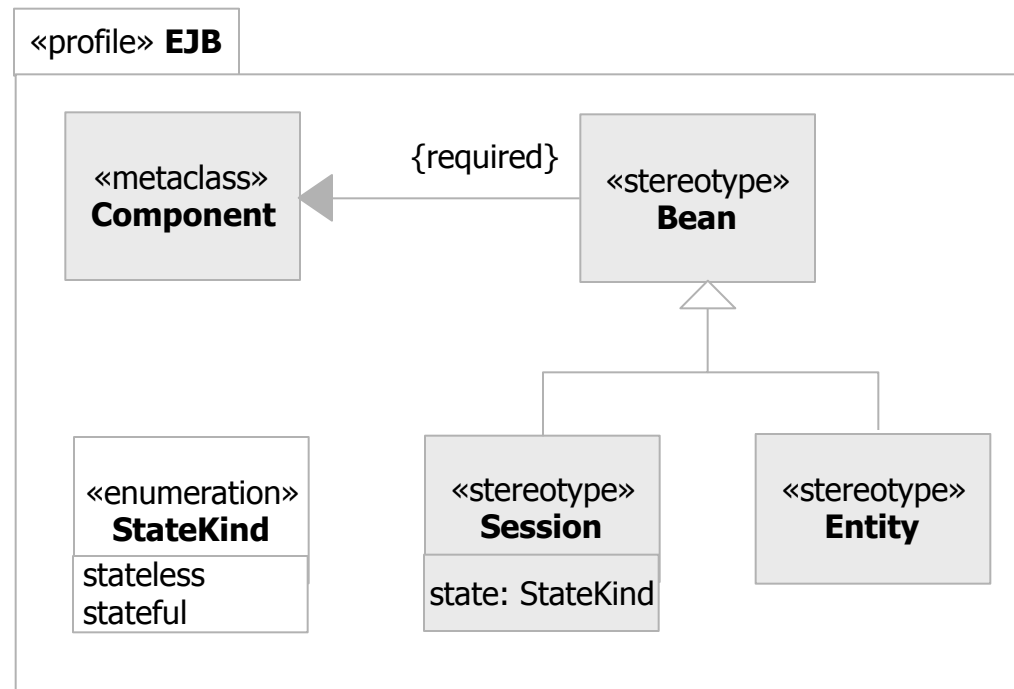 «profile» EJB
«metaclass»
Component
{required}
«stereotype»
Bean
«enumeration»
StateKind
stateless
stateful
«stereotype»
Session
state: StateKind
«stereotype»
Entity